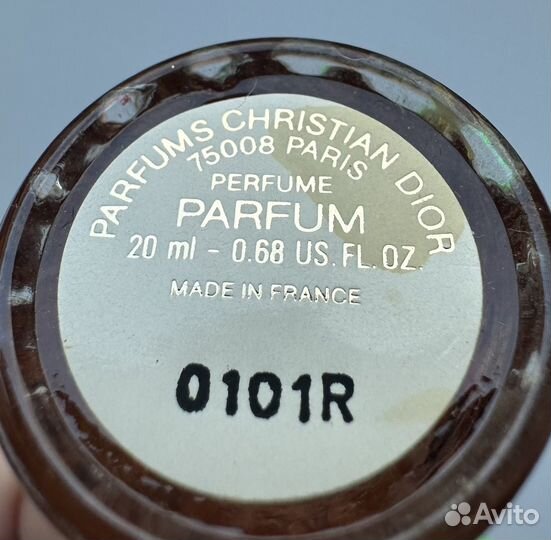 PARFUMS CHRISTIAN DIOR
75008 PARIS
PERFUME
PARFUM
20 ml - 0.68 US. FL. OZ.
MADE IN FRANCE
0101R
Avito